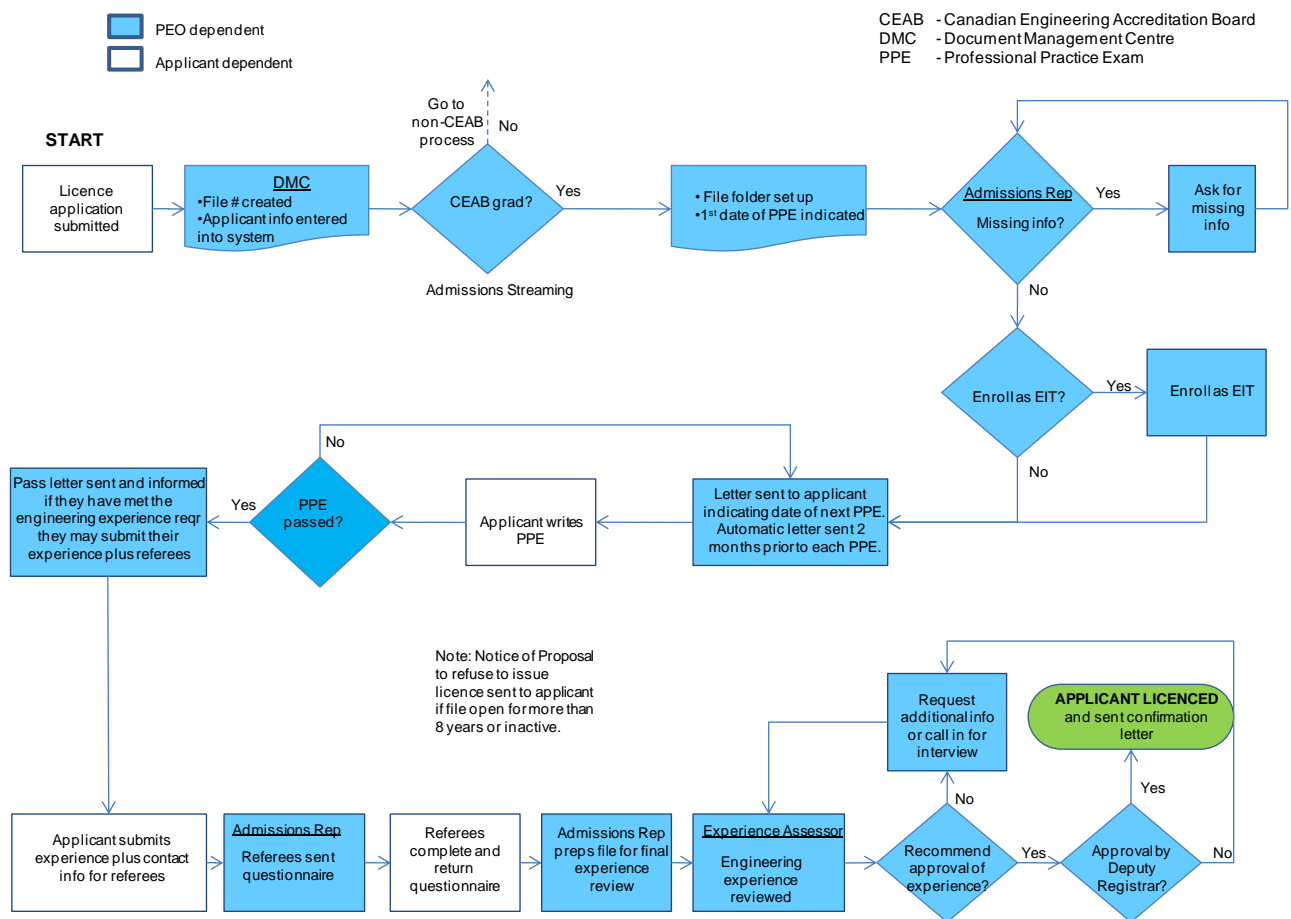 PEO dependent
Applicant dependent
CEAB - Canadian Engineering Accreditation Board
DMC - Document Management Centre
PPE - Professional Practice Exam
START
Licence
application
submitted
DMC
•File # created
•Applicant info entered
into system
Go to
non-CEAB
process
No
CEAB grad?
Yes
Admissions Streaming
• File folder set up
•1st date of PPE indicated
Admissions Rep
Missing info?
Yes
Ask for
missing
info
No
Enroll as EIT?
Yes
Enroll as EIT
No
Letter sent to applicant
indicating date of next PPE.
Automatic letter sent 2
months prior to each PPE.
Applicant writes
PPE
No
PPE
passed?
Yes
Pass letter sent and informed
if they have met the
engineering experience reqr
they may submit their
experience plus referees
Note: Notice of Proposal
to refuse to issue
licence sent to applicant
if file open for more than
8 years or inactive.
Applicant submits
experience plus contact
info for referees
Admissions Rep
Referees sent
questionnaire
Referees
complete and
return
questionnaire
Admissions Rep
preps file for final
experience
review
Experience Assessor
Engineering
experience
reviewed
Request
additional info
or call in for
interview
No
Recommend
approval of
experience?
Yes
Approval by
Deputy
Registrar?
No
Yes
APPLICANT LICENCED
and sent confirmation
letter